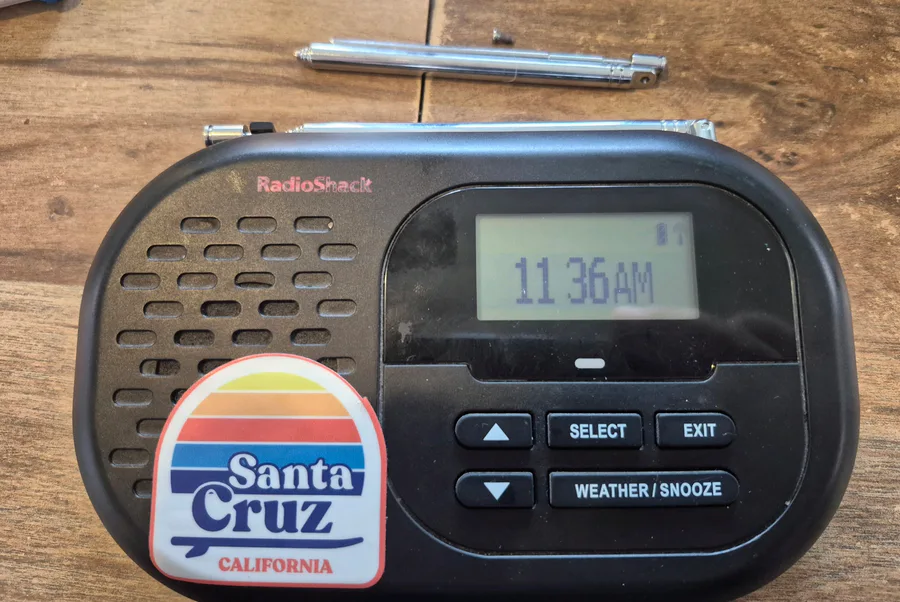 RadioShack
11 36AM
SELECT
EXIT
WEATHER / SNOOZE
Santa
Cruz
CALIFORNIA